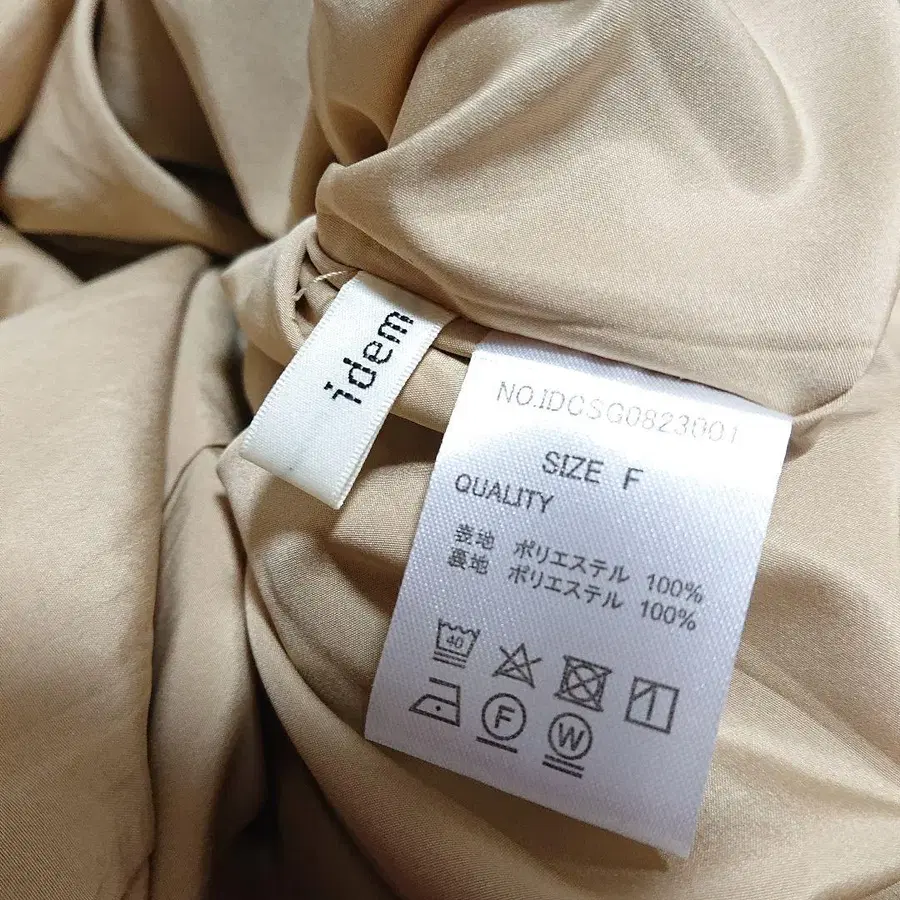 idem
NO.IDCSG0823001
SIZE F
QUALITY
表地 ポリエステル 100%
裏地 ポリエステル 100%
40
F
W